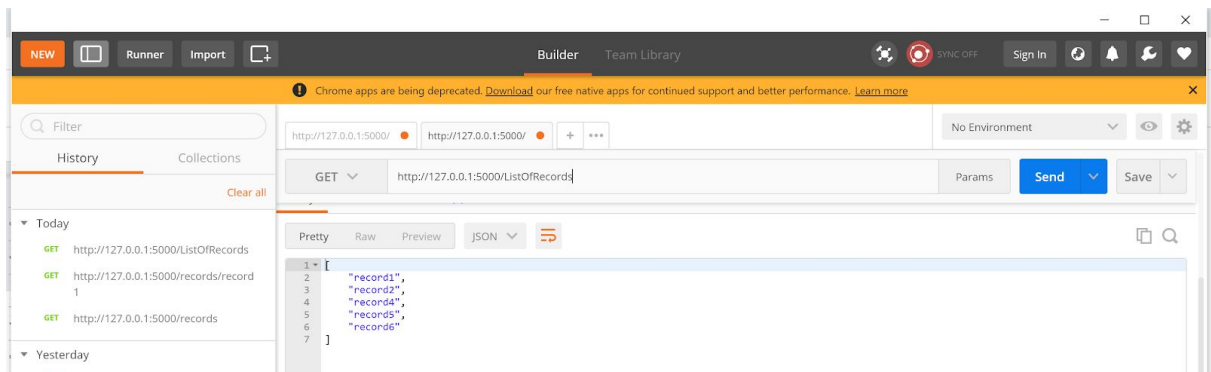 NEW Runner Import Builder Team Library SYNC OFF Sign In
Chrome apps are being deprecated. Download our free native apps for continued support and better performance. Learn more
Filter
History Collections
Clear all
Today
GET http://127.0.0.1:5000/ListOfRecords
GET http://127.0.0.1:5000/records/record
1
GET http://127.0.0.1:5000/records
Yesterday
http://127.0.0.1:5000/ http://127.0.0.1:5000/ + ••• No Environment
GET http://127.0.0.1:5000/ListOfRecords Params Send Save
Pretty Raw Preview JSON
1 [
2 "record1",
3 "record2",
4 "record4",
5 "record5",
6 "record6"
7 ]